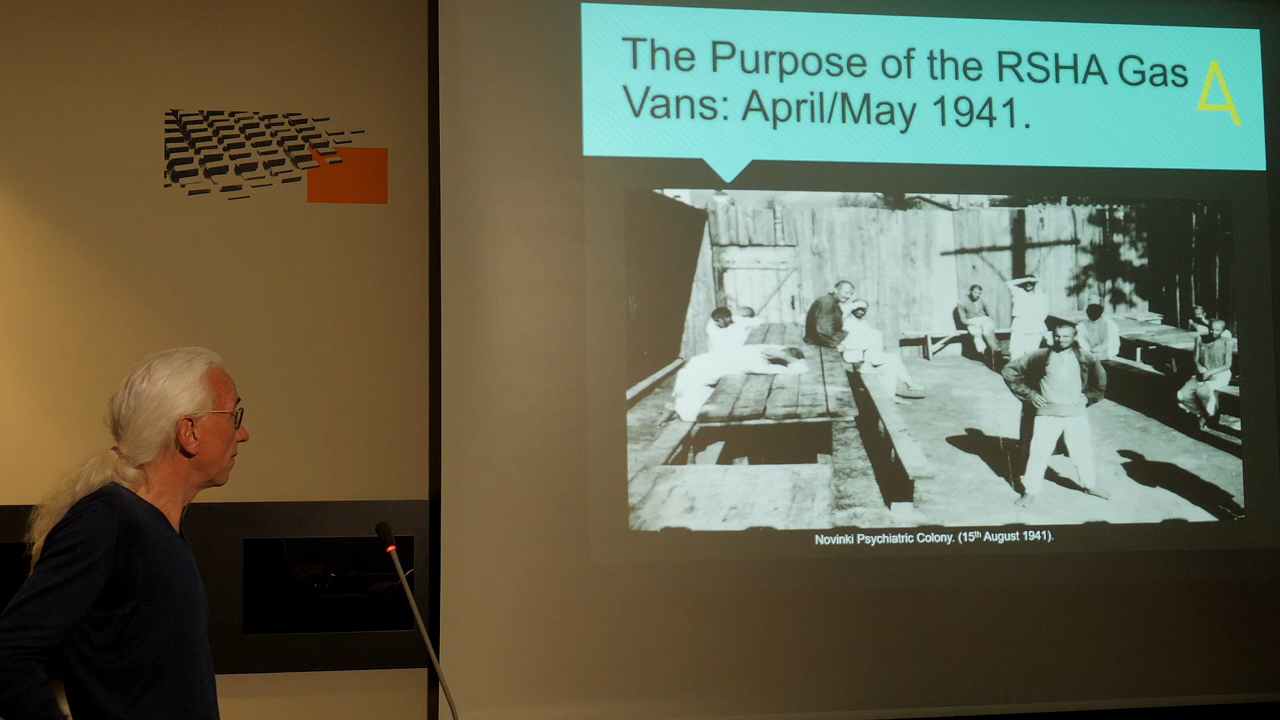 The Purpose of the RSHA Gas
Vans: April/May 1941.
Novinki Psychiatric Colony. (15th August 1941).